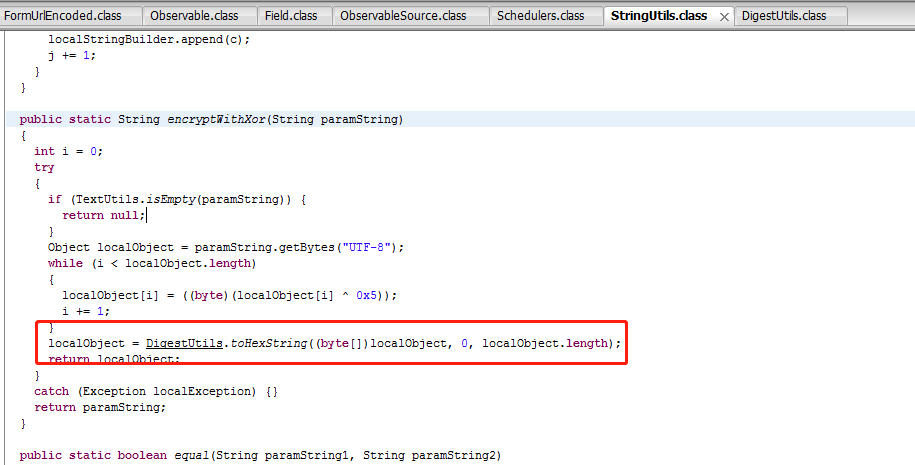 FormUrlEncoded.class Observable.class Field.class ObservableSource.class Schedulers.class StringUtils.class DigestUtils.class
localStringBuilder.append(c);
j += 1;
}
}
public static String encryptWithXor(String paramString)
{
int i = 0;
try
{
if (TextUtils.isEmpty(paramString)) {
return null;
}
Object localObject = paramString.getBytes("UTF-8");
while (i < localObject.length)
{
localObject[i] = ((byte)(localObject[i] ^ 0x5));
i += 1;
}
localObject = DigestUtils.toHexString((byte[])localObject, 0, localObject.length);
return localObject;
}
catch (Exception localException) {}
return paramString;
}
public static boolean equal(String paramString1, String paramString2)